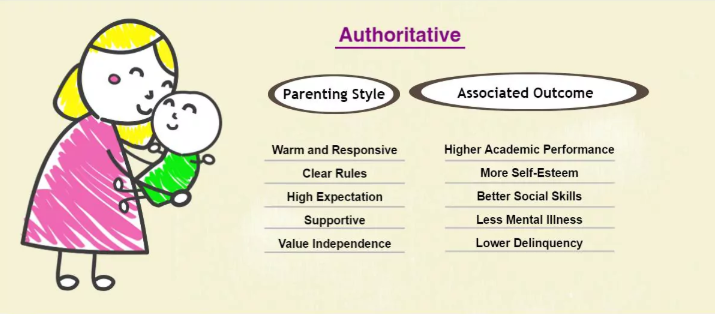 Authoritative
Parenting Style
Associated Outcome
Warm and Responsive
Higher Academic Performance
Clear Rules
More Self-Esteem
High Expectation
Better Social Skills
Supportive
Less Mental Illness
Value Independence
Lower Delinquency